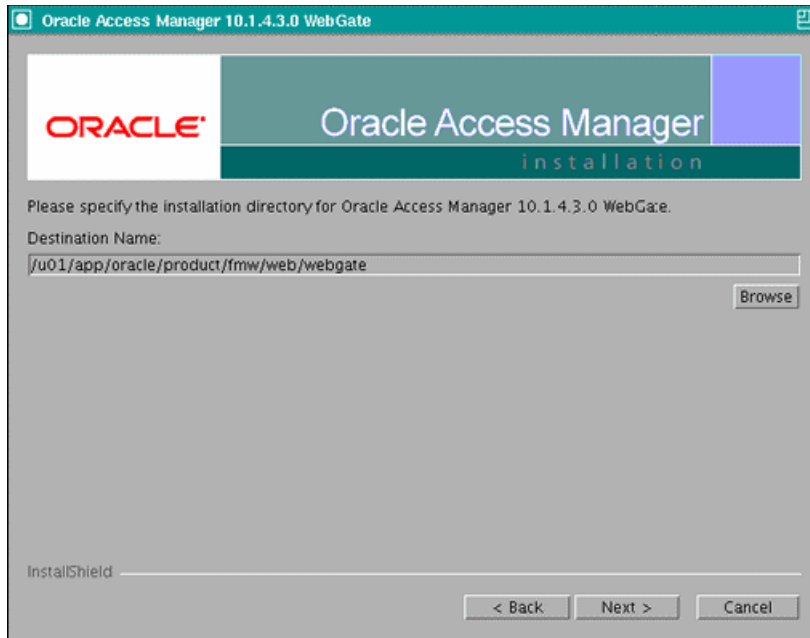 Oracle Access Manager 10.1.4.3.0 WebGate
ORACLE
Oracle Access Manager
installation
Please specify the installation directory for Oracle Access Manager 10.1.4.3.0 WebGate.
Destination Name:
/u01/app/oracle/product/fmw/web/webgate
Browse
InstallShield
< Back Next > Cancel